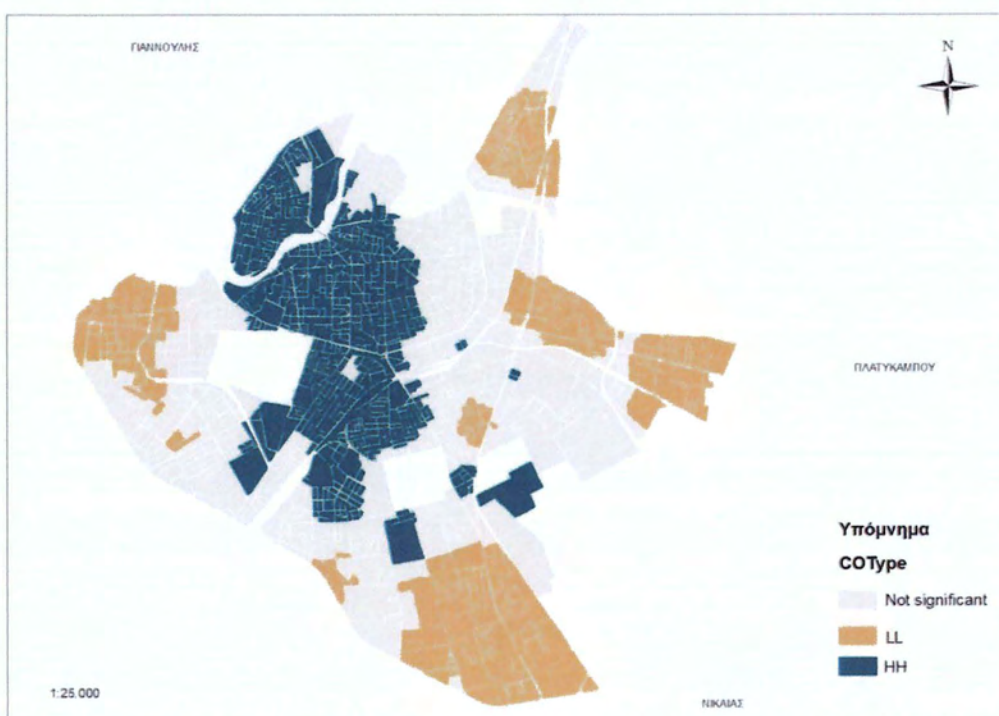 ΓΙΑΝΝΟΥΛΗΣ
N
ΠΛΑΤΥΚΑΜΠΟΥ
Υπόμνημα
COType
Not significant
LL
HH
1:25.000
ΝΙΚΑΙΑΣ